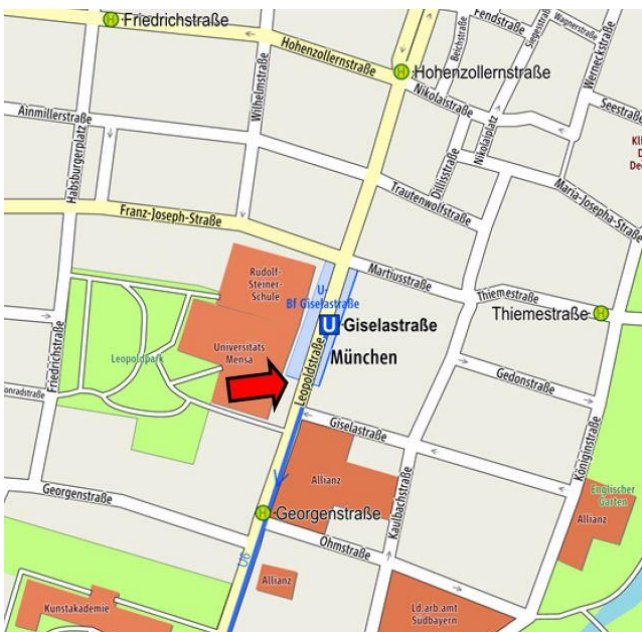 Friedrichstraße
Hohenzollernstraße
Fendstraße
Beichstraße
Siegesstraße
Wagnerstraße
Werneckstraße
Hohenzollernstraße
Nikolaistraße
Seestraße
Ainmillerstraße
Wilhelmstraße
Habsburgerplatz
Nikolaiplatz
Dillisstraße
Trautenwolfstraße
Maria-Josepha-Straße
Franz-Joseph-Straße
Martiusstraße
Rudolf-
Steiner-
Schule
U-
Bf Giselastraße
Thiemestraße
Thiemestraße
U
Giselastraße
München
Leopoldpark
Universitäts
Mensa
Leopoldstraße
Friedrichstraße
Gedonstraße
Giselastraße
Königinstraße
Georgenstraße
Allianz
Kaulbachstraße
Englischer
Garten
Allianz
Georgenstraße
Ohmstraße
U6
Allianz
Kunstakademie
Ld.arb.amt
Südbayern
H
H
H
H